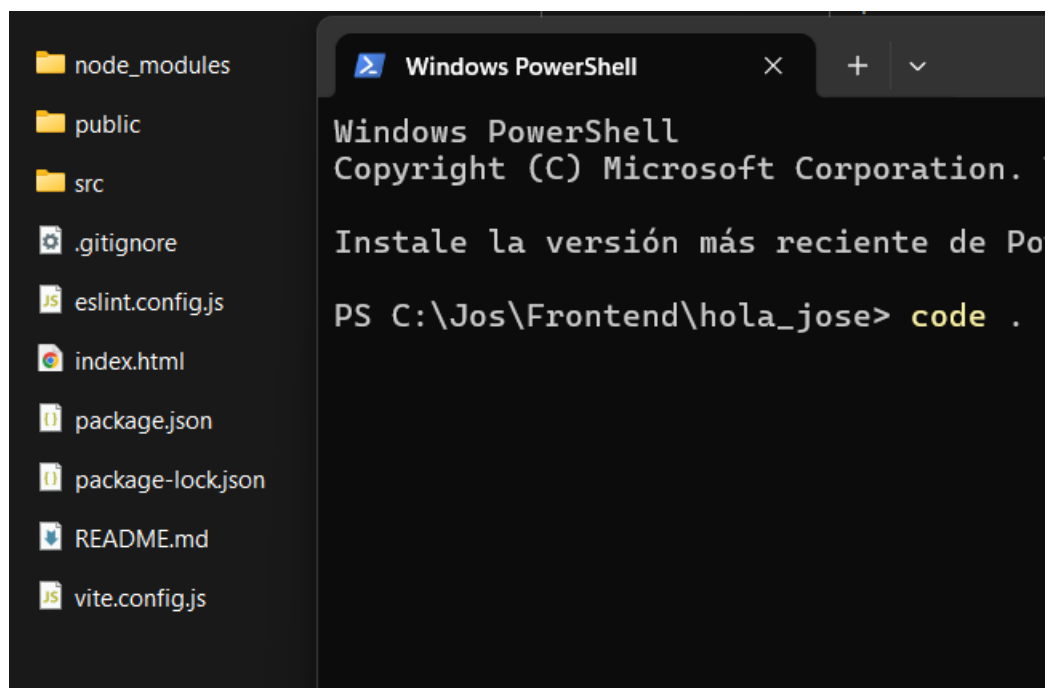 node_modules
public
src
.gitignore
eslint.config.js
index.html
package.json
package-lock.json
README.md
vite.config.js
Windows PowerShell
Windows PowerShell
Copyright (C) Microsoft Corporation.
Instale la versión más reciente de
PS C:\Jos\Frontend\hola_jose> code .